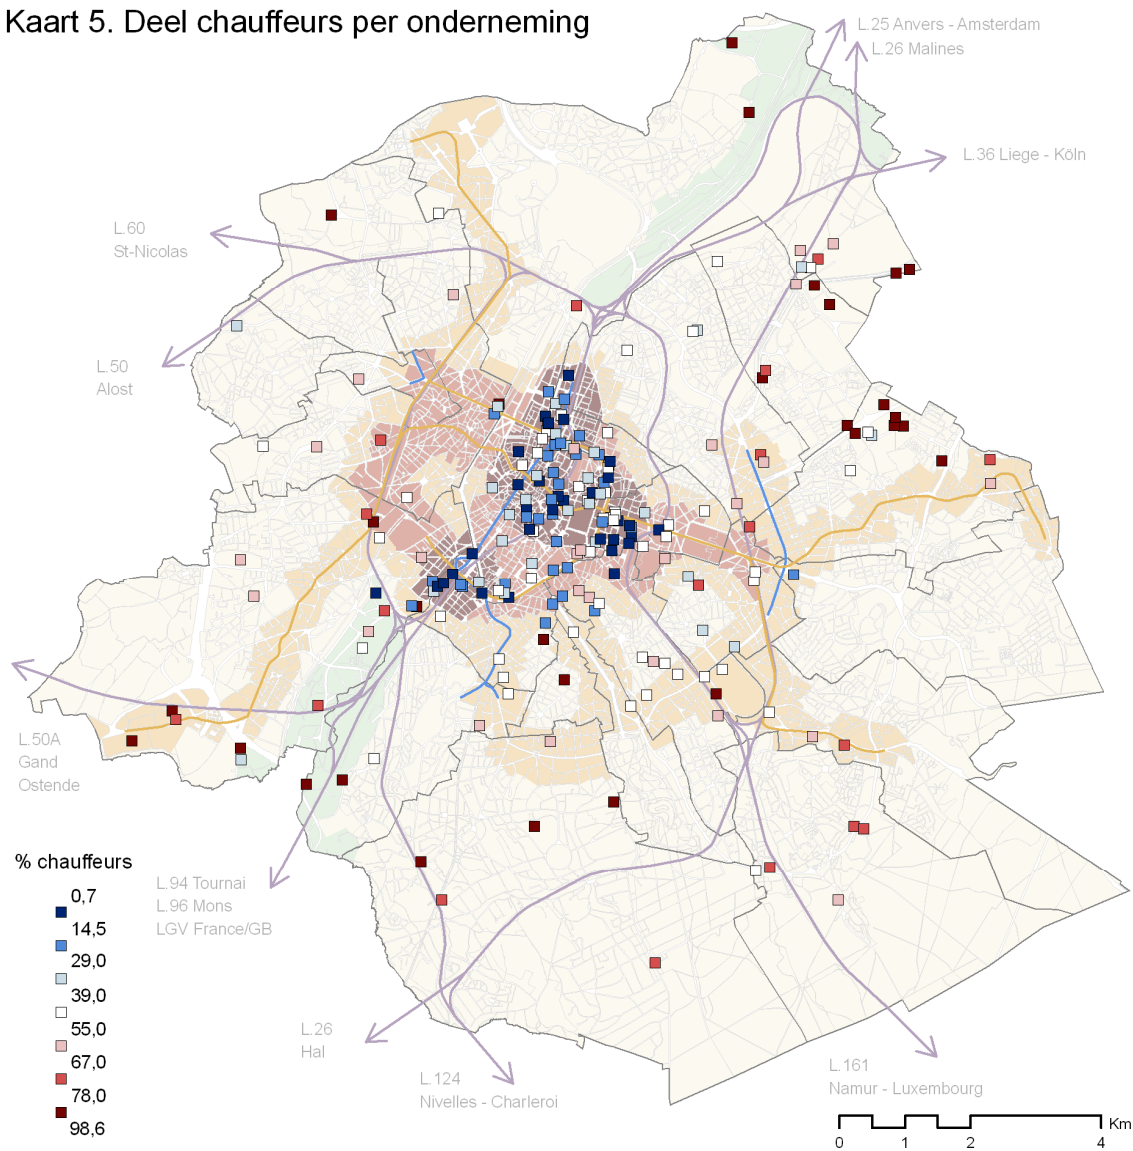 Kaart 5. Deel chauffeurs per onderneming
L.25 Anvers - Amsterdam
L.26 Malines
L.36 Liege - Köln
L.60
St-Nicolas
L.50
Alost
L.50A
Gand
Ostende
% chauffeurs
0,7
14,5
29,0
39,0
55,0
67,0
78,0
98,6
L.94 Tournai
L.96 Mons
LGV France/GB
L.26
Hal
L.124
Nivelles - Charleroi
L.161
Namur - Luxembourg
Km
0 1 2 4